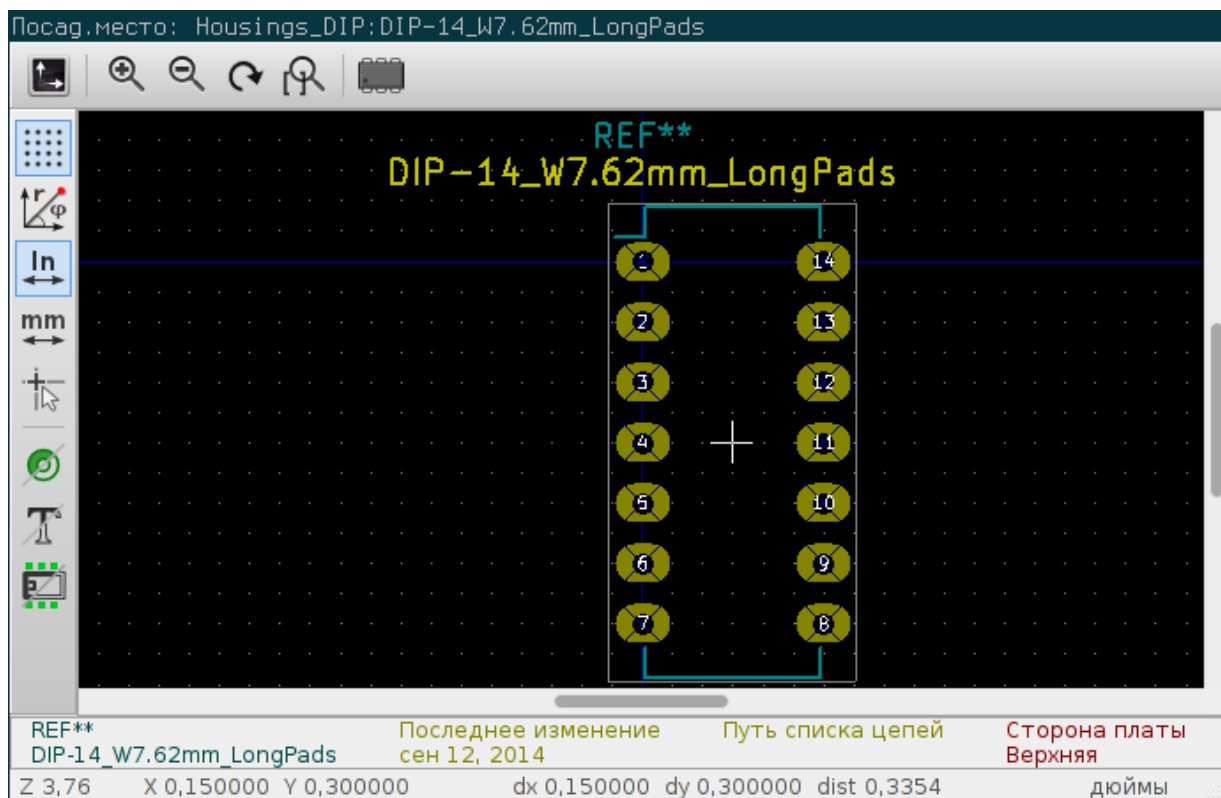 Посад.место: Housings_DIP:DIP-14_W7.62mm_LongPads
REF**
DIP-14_W7.62mm_LongPads
r
φ
In
mm
1 14
2 13
3 12
4 11
5 10
6 9
7 8
REF** Последнее изменение Путь списка цепей Сторона платы
DIP-14_W7.62mm_LongPads сен 12, 2014 Верхняя
Z 3,76 X 0,150000 Y 0,300000 dx 0,150000 dy 0,300000 dist 0,3354 дюймы